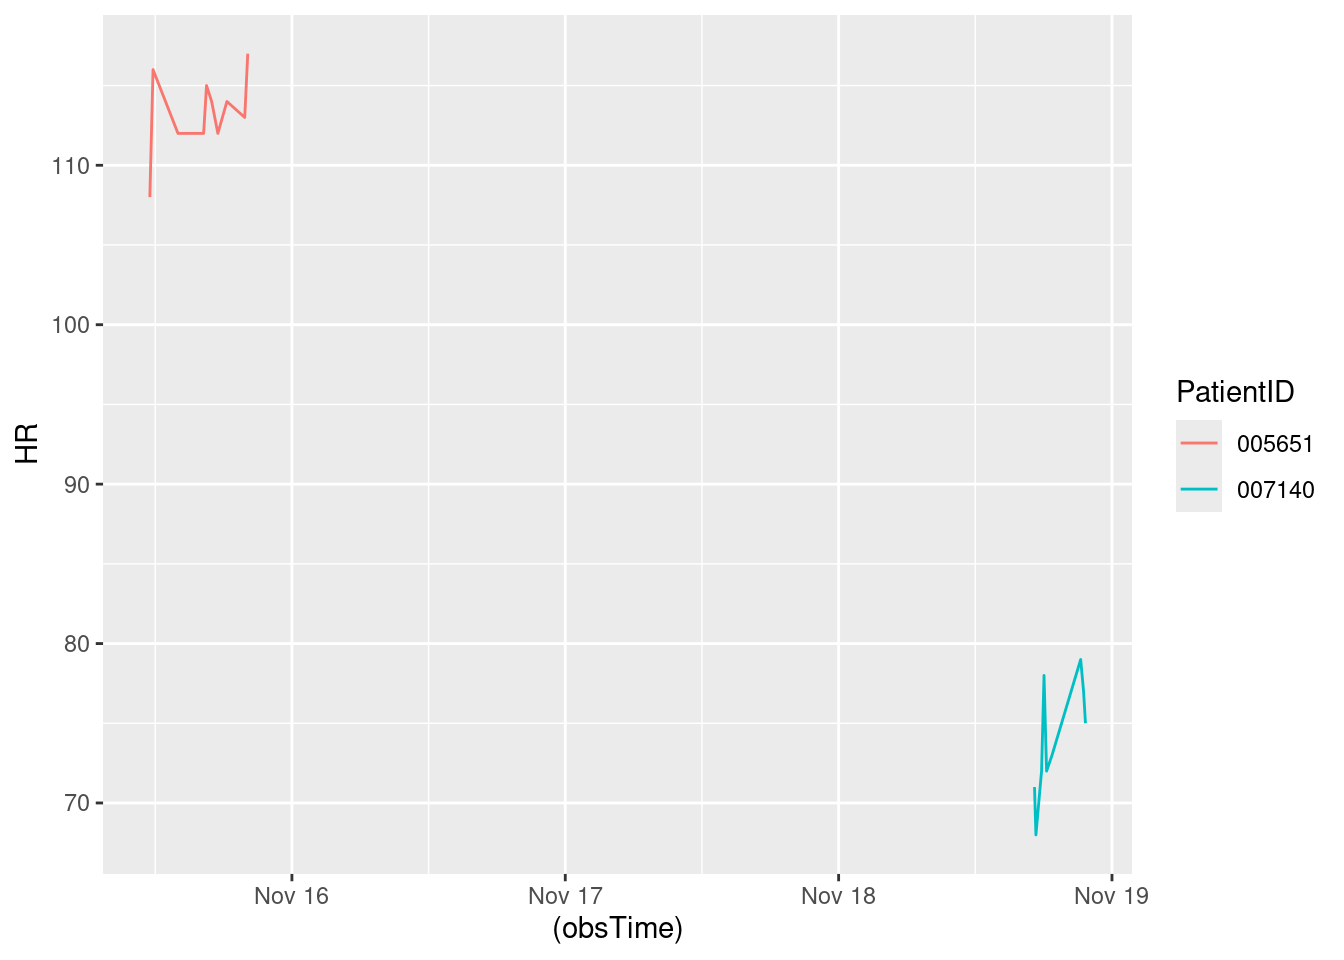 110
100
90
80
70
HR
Nov 16
Nov 17
Nov 18
Nov 19
(obsTime)
PatientID
005651
007140